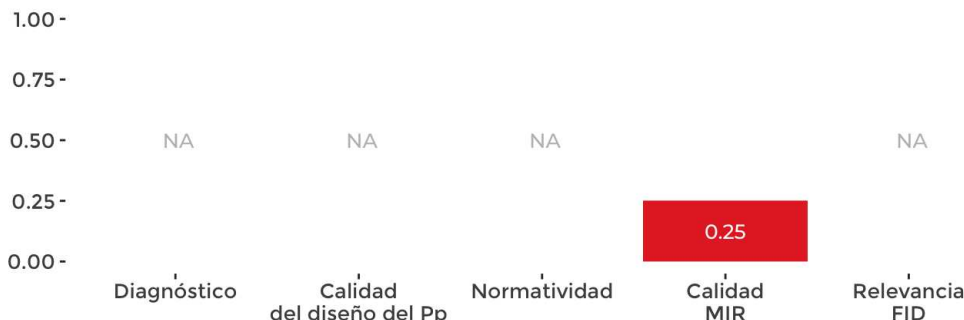 1.00
0.75
0.50
0.25
0.00
NA
NA
NA
NA
0.25
Diagnóstico
Calidad
del diseño del Pp
Normatividad
Calidad
MIR
Relevancia
FID